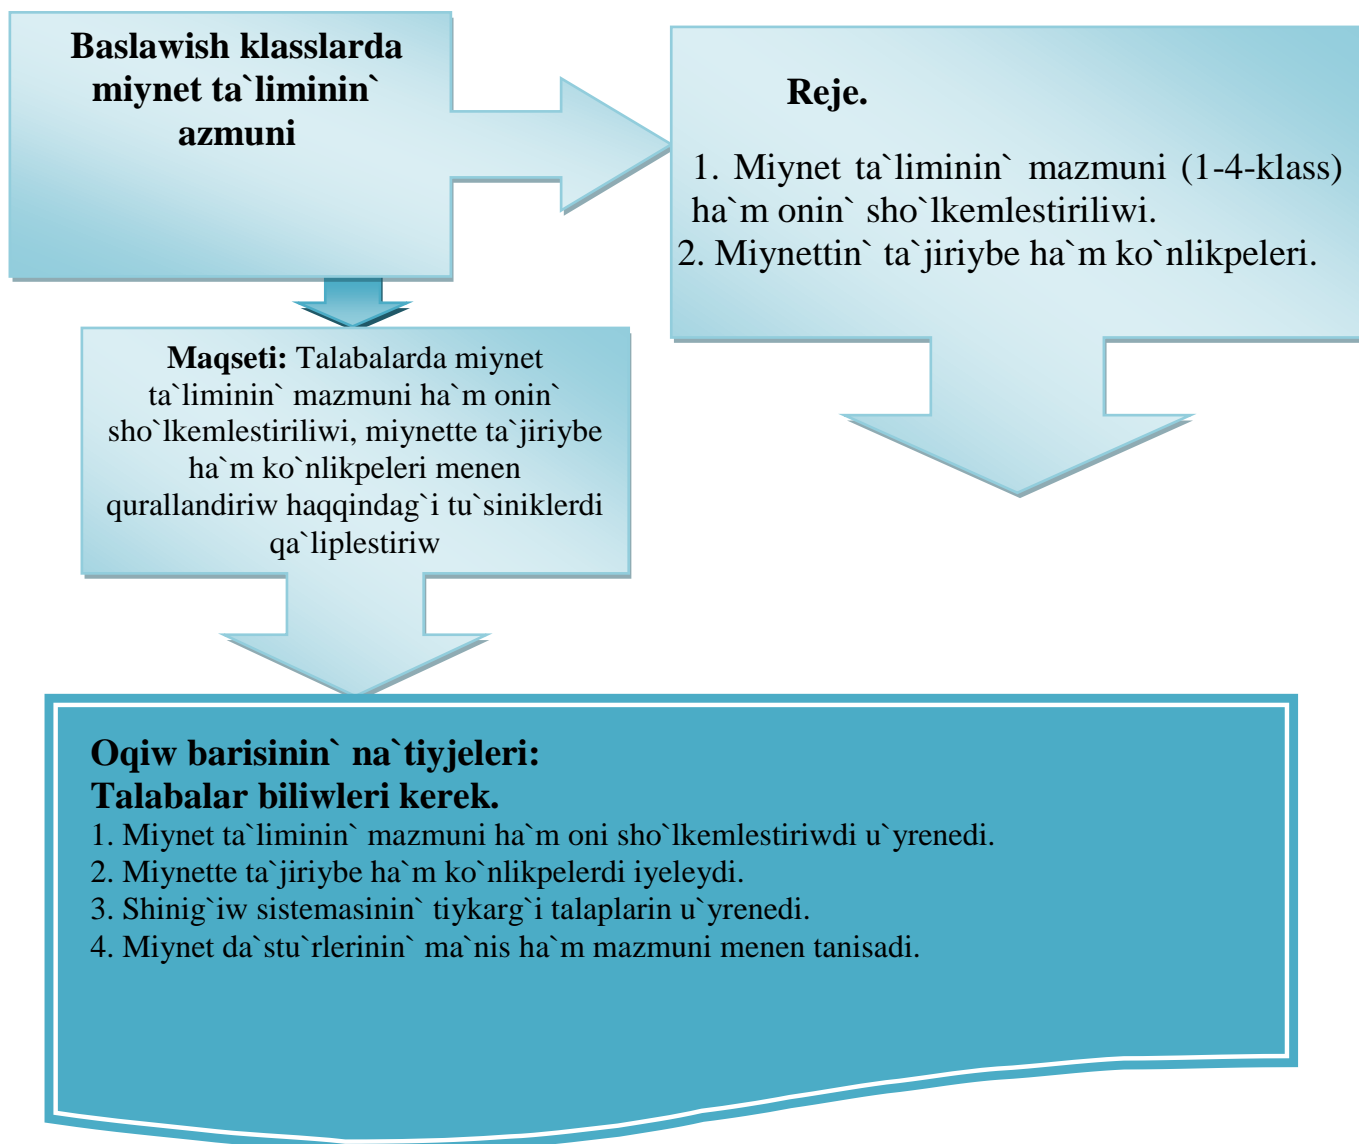 Baslawish klasslarda
miynet ta`liminin`
azmuni
Reje.
1. Miynet ta`liminin` mazmuni (1-4-klass)
ha`m onin` sho`lkemlestiriliwi.
2. Miynettin` ta`jiriybe ha`m ko`nlikpeleri.
Maqseti: Talabalarda miynet
ta`liminin` mazmuni ha`m onin`
sho`lkemlestiriliwi, miynette ta`jiriybe
ha`m ko`nlikpeleri menen
qurallandiriw haqqindag`i tu`siniklerdi
qa`liplestiriw
Oqiw barisinin` na`tiyjeleri:
Talabalar biliwleri kerek.
1. Miynet ta`liminin` mazmuni ha`m oni sho`lkemlestiriwdi u`yrenedi.
2. Miynette ta`jiriybe ha`m ko`nlikpelerdi iyeleydi.
3. Shinig`iw sistemasinin` tiykarg`i talaplarin u`yrenedi.
4. Miynet da`stu`rlerinin` ma`nis ha`m mazmuni menen tanisadi.